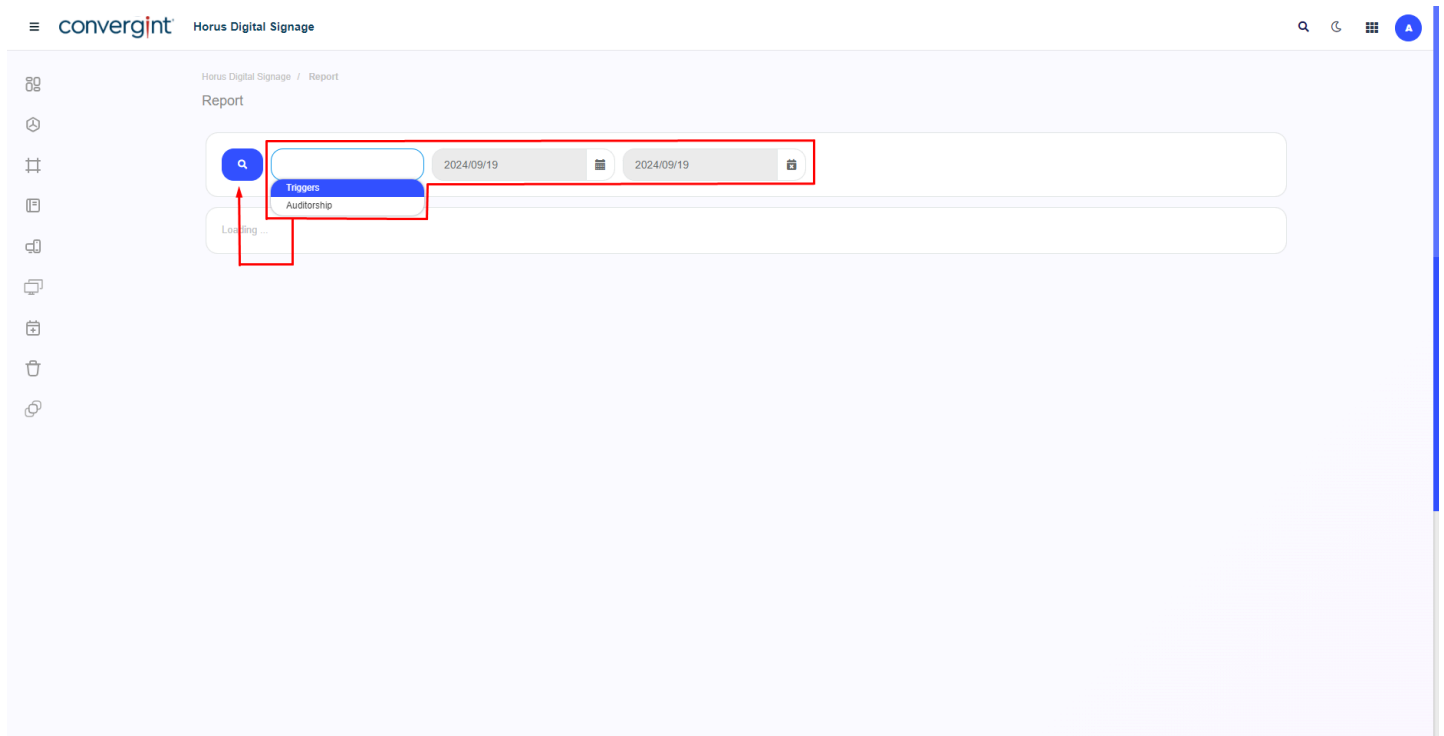 convergint Horus Digital Signage A
Horus Digital Signage / Report
Report
2024/09/19 2024/09/19
Triggers
Auditorship
Loading ...